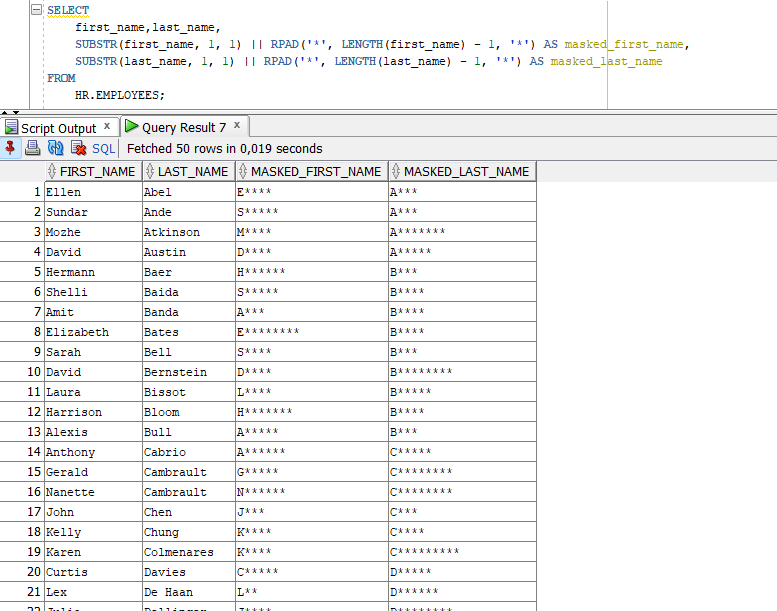 SELECT
first_name,last_name,
SUBSTR(first_name, 1, 1) || RPAD('*', LENGTH(first_name) - 1, '*') AS masked_first_name,
SUBSTR(last_name, 1, 1) || RPAD('*', LENGTH(last_name) - 1, '*') AS masked_last_name
FROM
HR.EMPLOYEES;
Script Output x Query Result 7 x
SQL Fetched 50 rows in 0,019 seconds
FIRST_NAME LAST_NAME MASKED_FIRST_NAME MASKED_LAST_NAME
1 Ellen Abel E**** A***
2 Sundar Ande S***** A***
3 Mozhe Atkinson M**** A*******
4 David Austin D**** A*****
5 Hermann Baer H****** B***
6 Shelli Baida S***** B****
7 Amit Banda A*** B****
8 Elizabeth Bates E******** B****
9 Sarah Bell S**** B***
10 David Bernstein D**** B********
11 Laura Bissot L**** B*****
12 Harrison Bloom H******* B****
13 Alexis Bull A***** B***
14 Anthony Cabrio A****** C*****
15 Gerald Cambrault G***** C********
16 Nanette Cambrault N****** C********
17 John Chen J*** C***
18 Kelly Chung K**** C****
19 Karen Colmenares K**** C*********
20 Curtis Davies C***** D*****
21 Lex De Haan L** D******